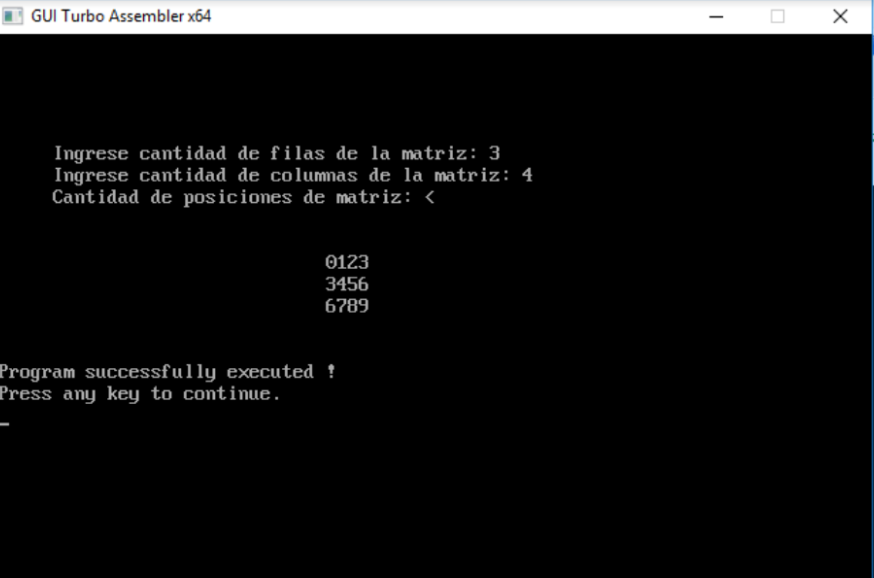 GUI Turbo Assembler x64
Ingrese cantidad de filas de la matriz: 3
Ingrese cantidad de columnas de la matriz: 4
Cantidad de posiciones de matriz: <
0123
3456
6789
Program successfully executed !
Press any key to continue.